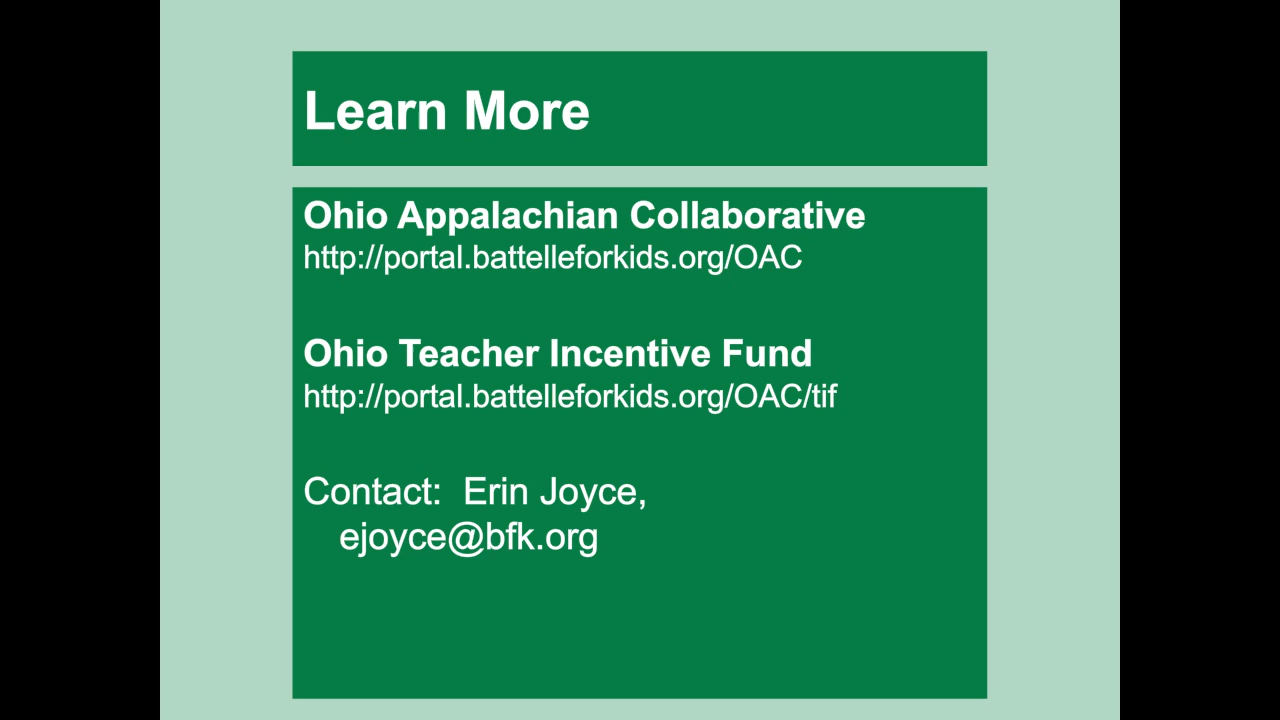 Learn More
Ohio Appalachian Collaborative
http://portal.battelleforkids.org/OAC
Ohio Teacher Incentive Fund
http://portal.battelleforkids.org/OAC/tif
Contact:  Erin Joyce,
ejoyce@bfk.org